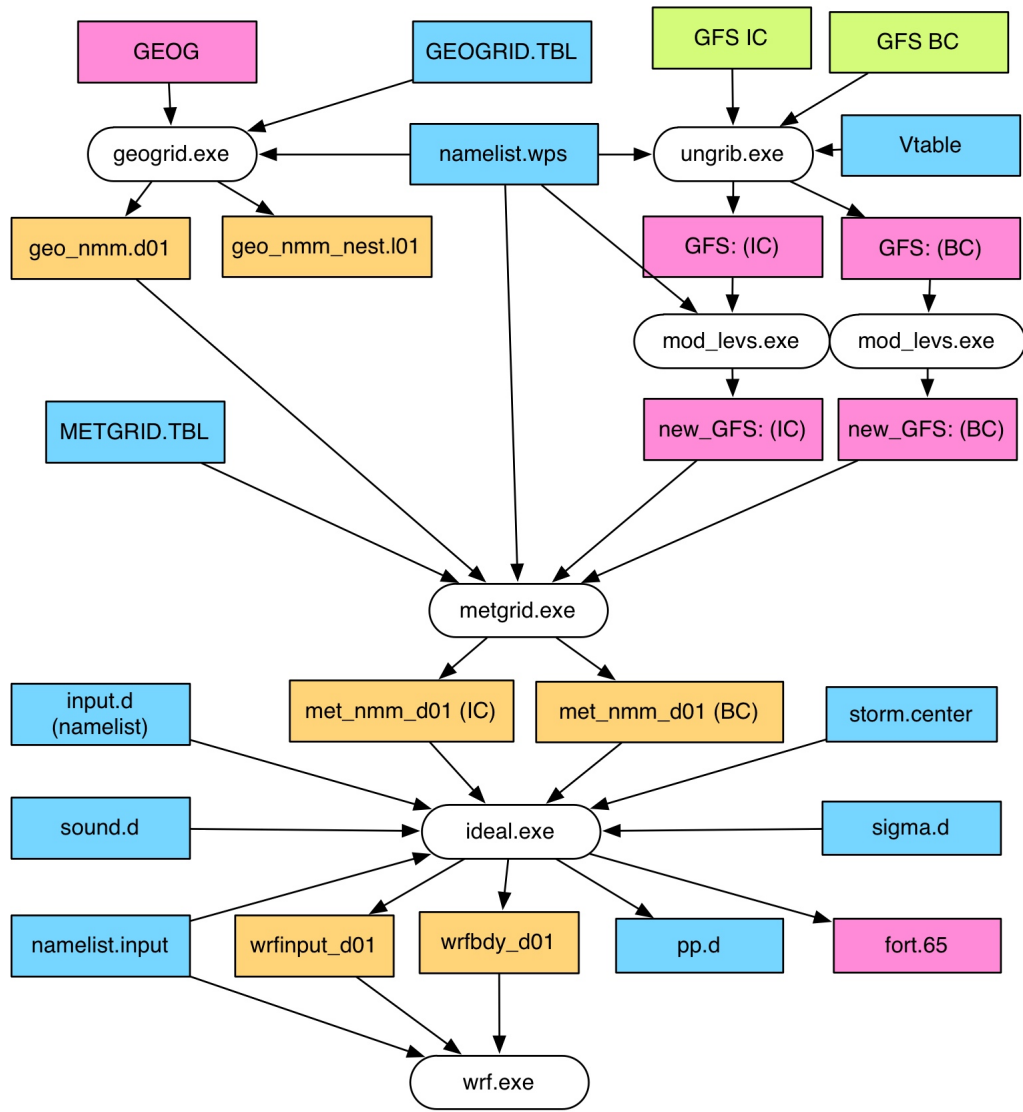 GEOG
GEOGRID.TBL
GFS IC
GFS BC
geogrid.exe
namelist.wps
ungrib.exe
Vtable
geo_nmm.d01
geo_nmm_nest.l01
GFS: (IC)
GFS: (BC)
mod_levs.exe
mod_levs.exe
METGRID.TBL
new_GFS: (IC)
new_GFS: (BC)
metgrid.exe
input.d
(namelist)
met_nmm_d01 (IC)
met_nmm_d01 (BC)
storm.center
sound.d
ideal.exe
sigma.d
namelist.input
wrfinput_d01
wrfbdy_d01
pp.d
fort.65
wrf.exe